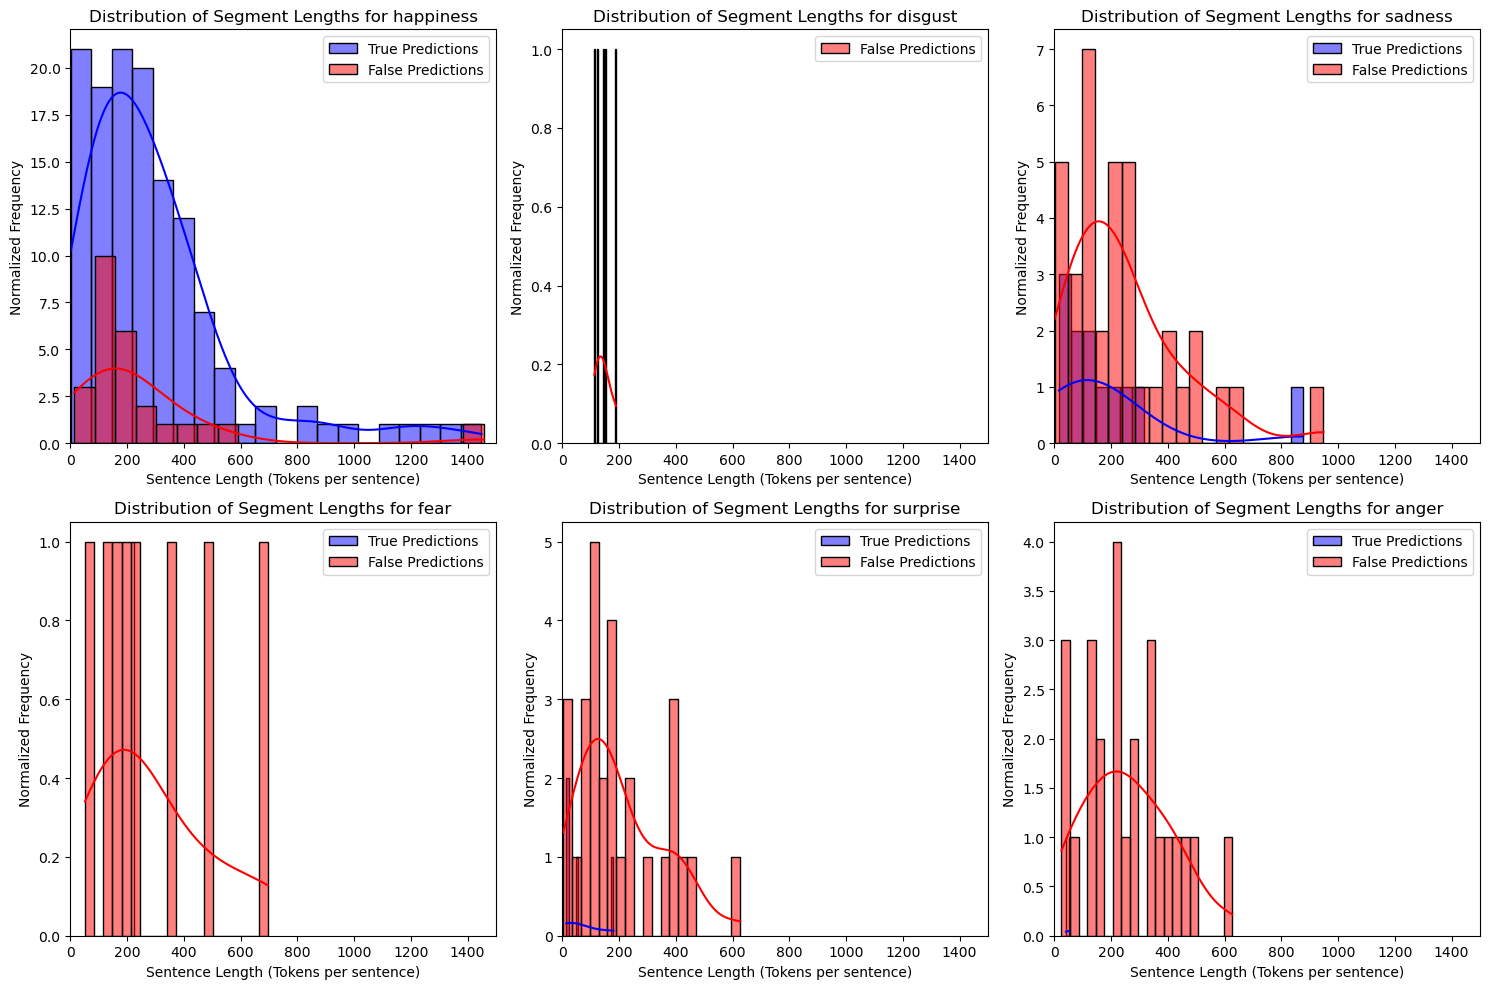 Distribution of Segment Lengths for happiness
True Predictions
False Predictions
Normalized Frequency
20.0
17.5
15.0
12.5
10.0
7.5
5.0
2.5
0.0
0 200 400 600 800 1000 1200 1400
Sentence Length (Tokens per sentence)
Distribution of Segment Lengths for disgust
False Predictions
Normalized Frequency
1.0
0.8
0.6
0.4
0.2
0.0
0 200 400 600 800 1000 1200 1400
Sentence Length (Tokens per sentence)
Distribution of Segment Lengths for sadness
True Predictions
False Predictions
Normalized Frequency
7
6
5
4
3
2
1
0
0 200 400 600 800 1000 1200 1400
Sentence Length (Tokens per sentence)
Distribution of Segment Lengths for fear
True Predictions
False Predictions
Normalized Frequency
1.0
0.8
0.6
0.4
0.2
0.0
0 200 400 600 800 1000 1200 1400
Sentence Length (Tokens per sentence)
Distribution of Segment Lengths for surprise
True Predictions
False Predictions
Normalized Frequency
5
4
3
2
1
0
0 200 400 600 800 1000 1200 1400
Sentence Length (Tokens per sentence)
Distribution of Segment Lengths for anger
True Predictions
False Predictions
Normalized Frequency
4.0
3.5
3.0
2.5
2.0
1.5
1.0
0.5
0.0
0 200 400 600 800 1000 1200 1400
Sentence Length (Tokens per sentence)